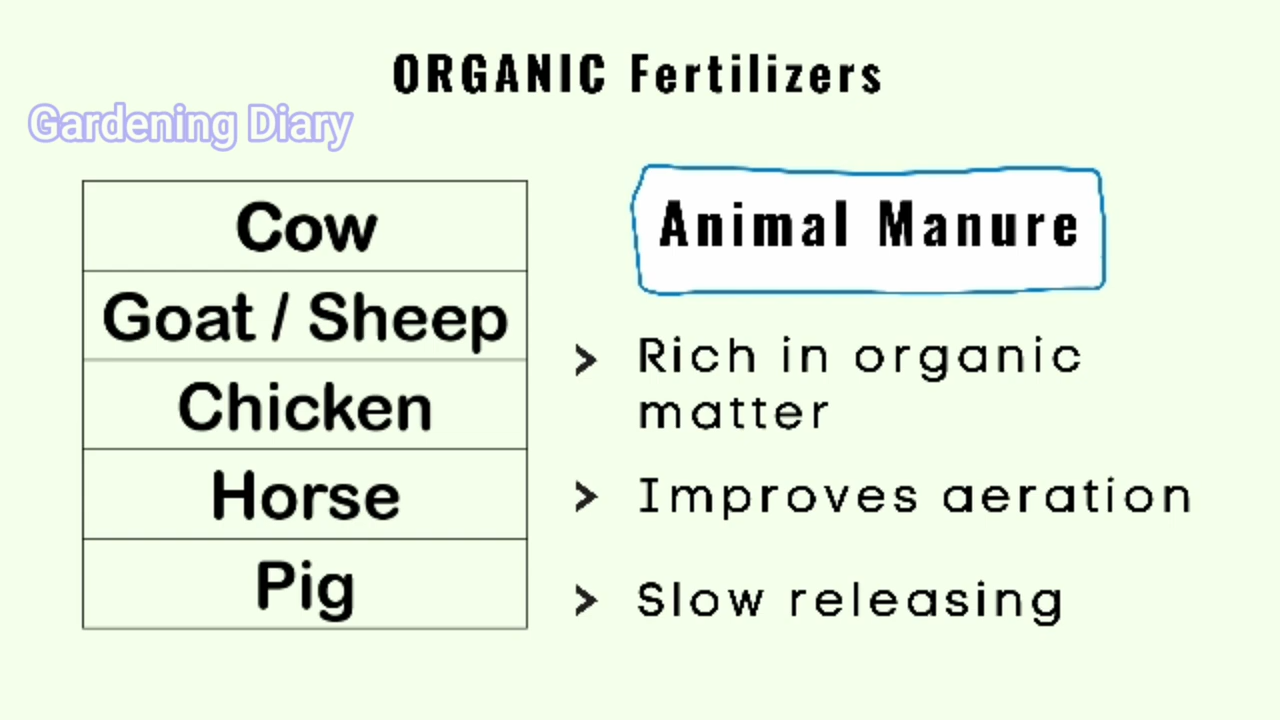 ORGANIC Fertilizers
Gardening Diary
Cow
Goat / Sheep
Chicken
Horse
Pig
Animal Manure
> Rich in organic
matter
> Improves aeration
> Slow releasing